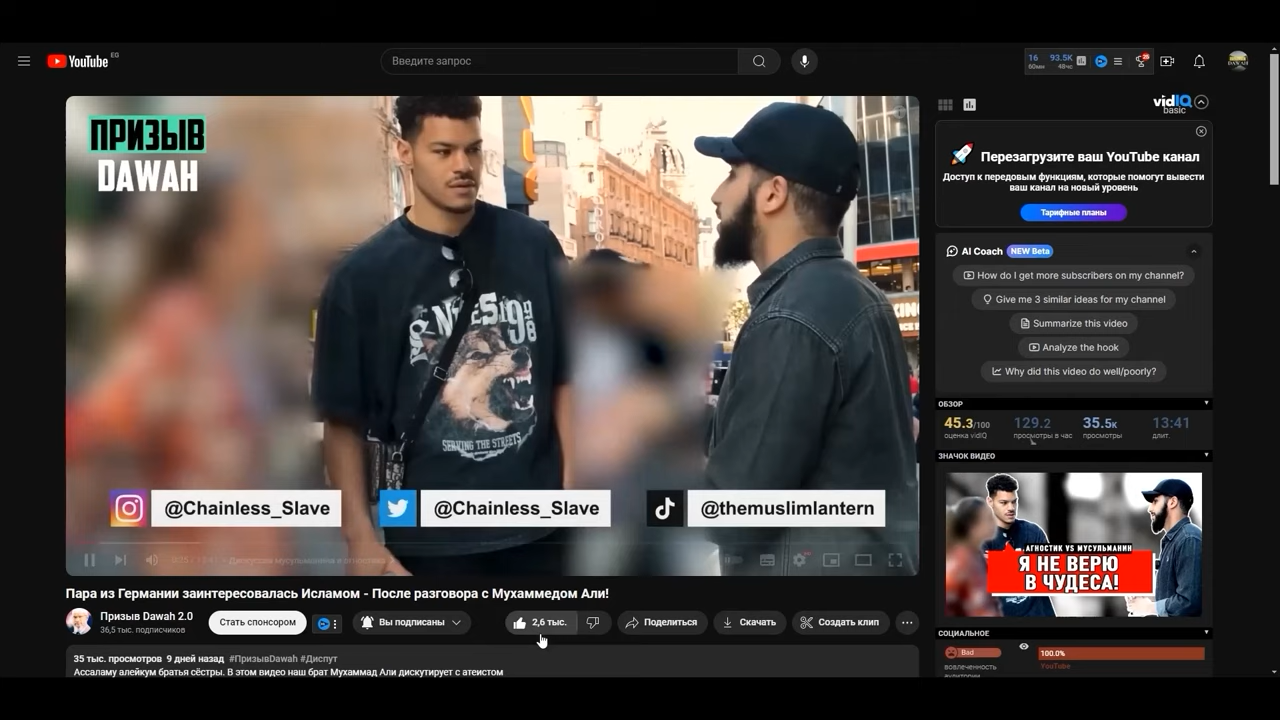 YouTube EG
Введите запрос
16 93.5K
60мн 48чс
ПРИЗЫВ
DAWAH
SERVING THE STREETS
@Chainless_Slave
@Chainless_Slave
@themuslimlantern
Пара из Германии заинтересовалась Исламом - После разговора с Мухаммедом Али!
Призыв Dawah 2.0
36,5 тыс. подписчиков
Стать спонсором
Вы подписаны
2,6 тыс.
Поделиться
Скачать
Создать клип
35 тыс. просмотров 9 дней назад #ПризывDawah #Диспут
Ассаламу алейкум братья сёстры. В этом видео наш брат Мухаммад Али дискутирует с атеистом
vidIQ
basic
Перезагрузите ваш YouTube канал
Доступ к передовым функциям, которые помогут вывести
ваш канал на новый уровень
Тарифные планы
AI Coach NEW Beta
How do I get more subscribers on my channel?
Give me 3 similar ideas for my channel
Summarize this video
Analyze the hook
Why did this video do well/poorly?
ОБЗОР
45.3/100 129.2 35.5K 13:41
оценка vidIQ просмотры в час просмотры длит.
ЗНАЧОК ВИДЕО
АГНОСТИК VS МУСУЛЬМАНИН
Я НЕ ВЕРЮ
В ЧУДЕСА!
СОЦИАЛЬНОЕ
Bad 100.0%
вовлеченность YouTube